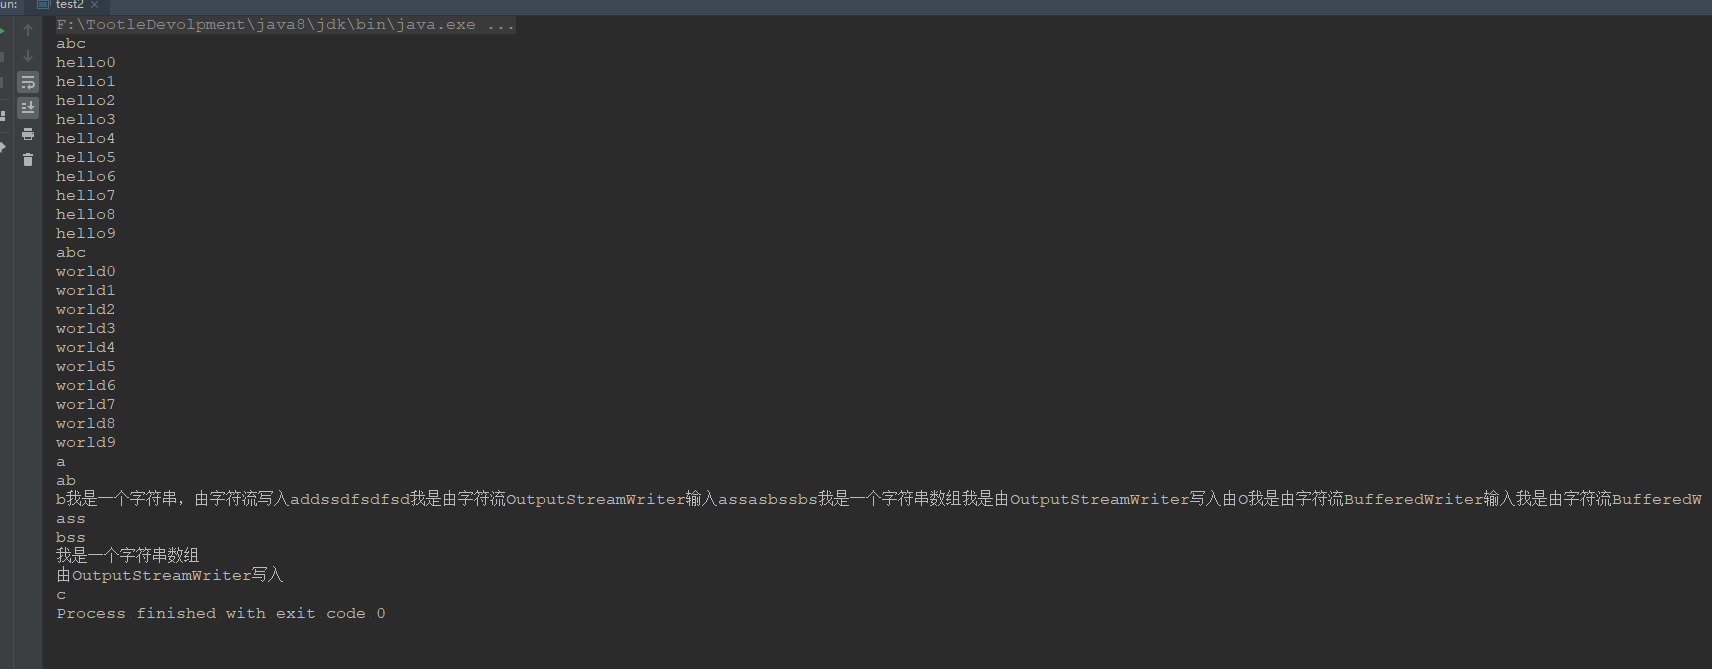 un: test2
F:\TootleDevolpment\java8\jdk\bin\java.exe ...
abc
hello0
hello1
hello2
hello3
hello4
hello5
hello6
hello7
hello8
hello9
abc
world0
world1
world2
world3
world4
world5
world6
world7
world8
world9
a
ab
b我是一个字符串，由字符流写入addssdfsdfsd我是由字符流OutputStreamWriter输入assasbssbs我是一个字符串数组我是由OutputStreamWriter写入由O我是由字符流BufferedWriter输入我是由字符流BufferedW
ass
bss
我是一个字符串数组
由OutputStreamWriter写入
c
Process finished with exit code 0